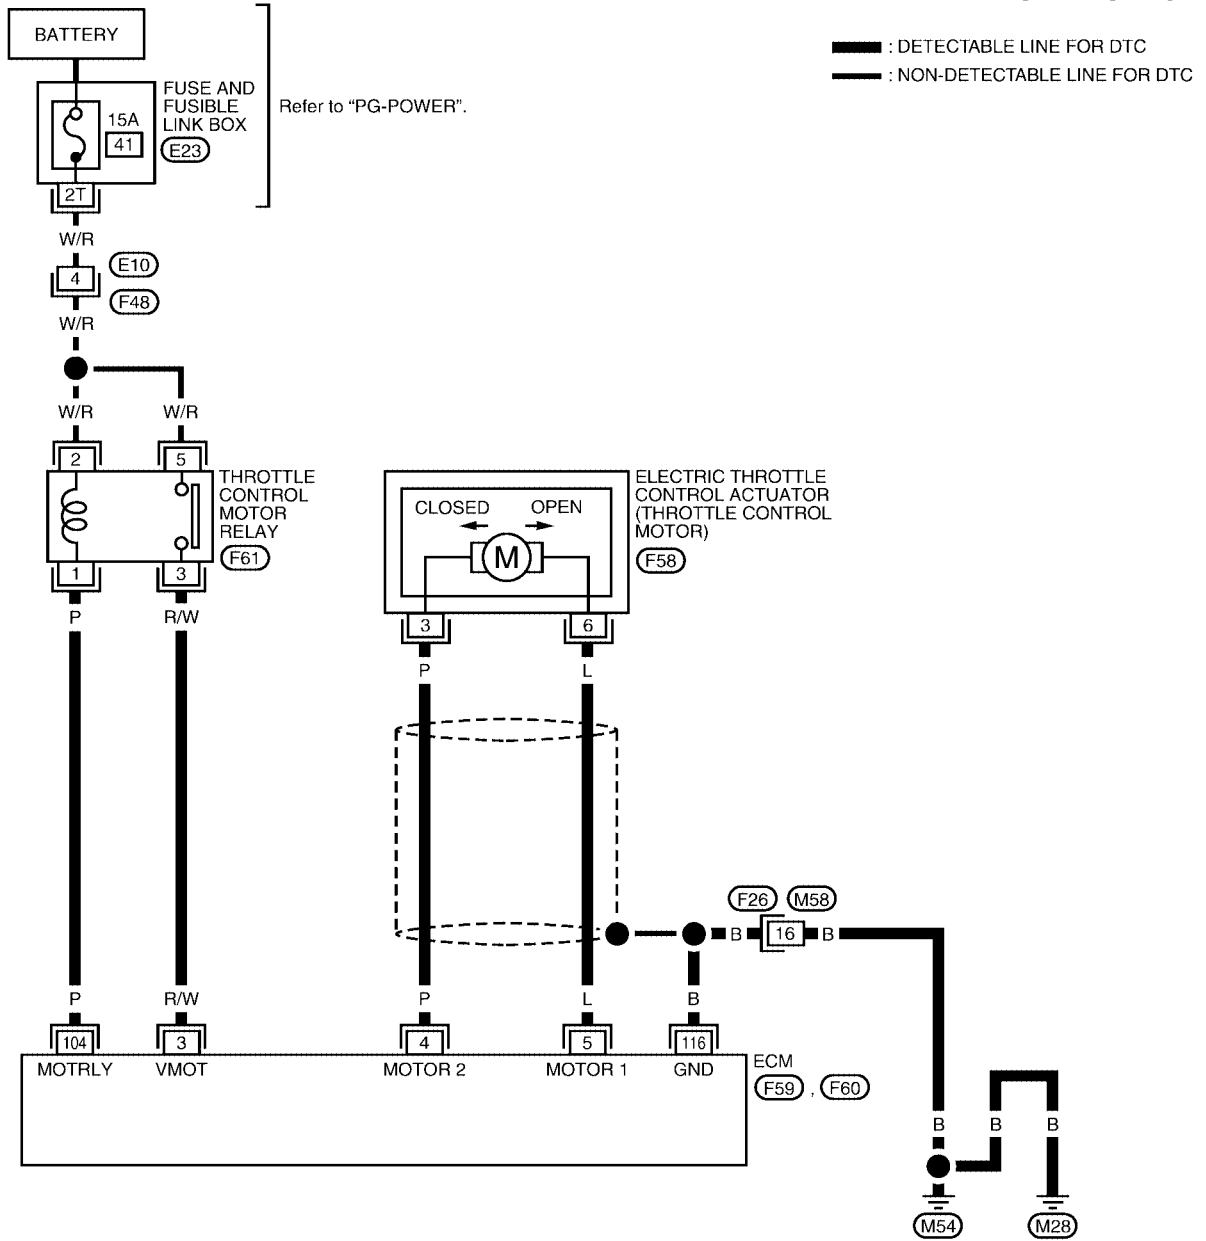 BATTERY
: DETECTABLE LINE FOR DTC
: NON-DETECTABLE LINE FOR DTC
FUSE AND
FUSIBLE
LINK BOX
E23
15A
41
Refer to "PG-POWER".
2T
W/R
E10
4
F48
W/R
W/R
W/R
2
5
THROTTLE
CONTROL
MOTOR
RELAY
F61
1
3
P
R/W
ELECTRIC THROTTLE
CONTROL ACTUATOR
(THROTTLE CONTROL
MOTOR)
F58
CLOSED
OPEN
M
3
6
P
L
F26
M58
B
16
B
P
R/W
P
L
B
104
3
4
5
116
MOTRLY
VMOT
MOTOR 2
MOTOR 1
GND
ECM
F59 , F60
B
B
B
M54
M28